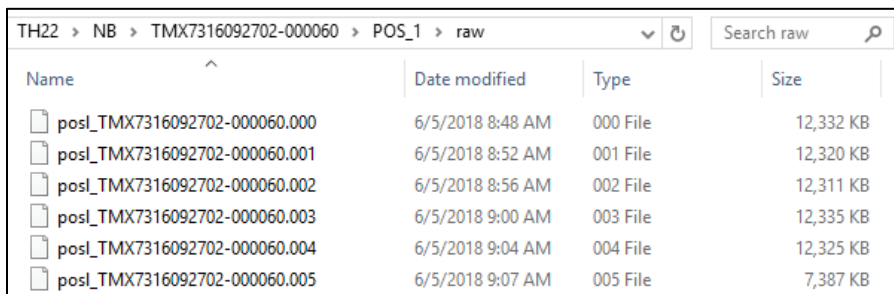 TH22 > NB > TMX7316092702-000060 > POS_1 > raw Search raw
Name Date modified Type Size
posl_TMX7316092702-000060.000 6/5/2018 8:48 AM 000 File 12,332 KB
posl_TMX7316092702-000060.001 6/5/2018 8:52 AM 001 File 12,320 KB
posl_TMX7316092702-000060.002 6/5/2018 8:56 AM 002 File 12,311 KB
posl_TMX7316092702-000060.003 6/5/2018 9:00 AM 003 File 12,335 KB
posl_TMX7316092702-000060.004 6/5/2018 9:04 AM 004 File 12,325 KB
posl_TMX7316092702-000060.005 6/5/2018 9:07 AM 005 File 7,387 KB